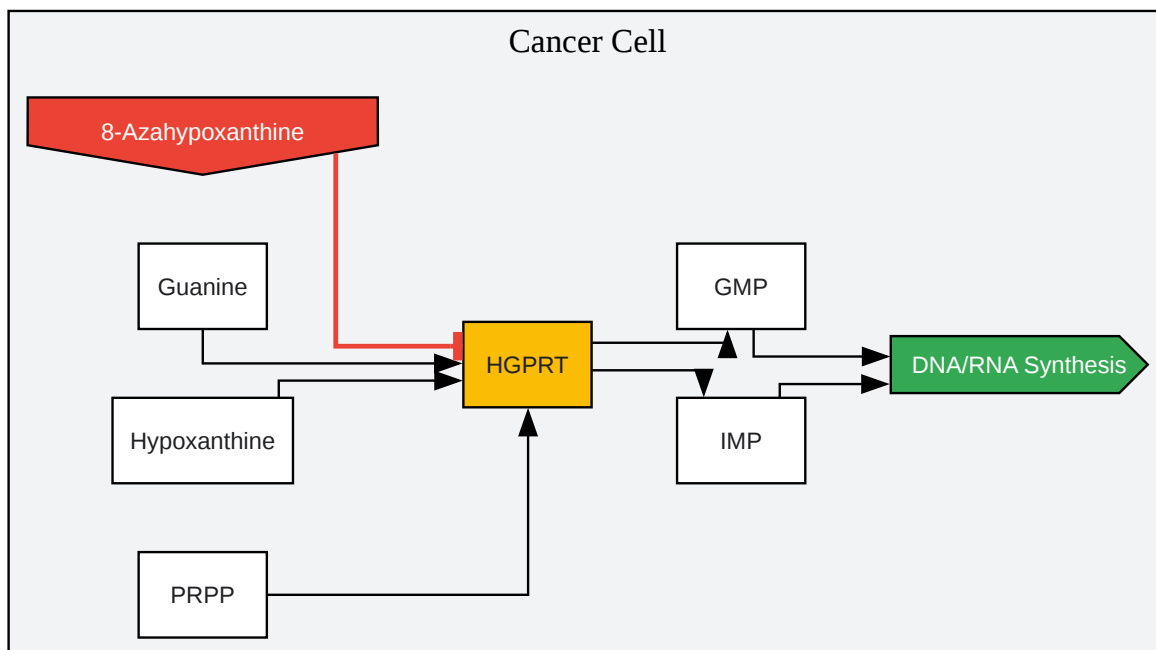 Cancer Cell
8-Azahypoxanthine
Guanine
GMP
HGPRT
DNA/RNA Synthesis
Hypoxanthine
IMP
PRPP